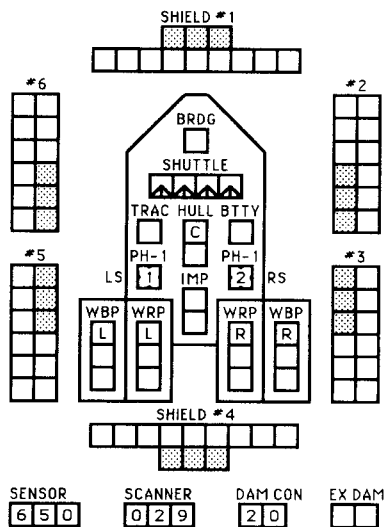 SHIELD #1
#6
#2
BRDG
SHUTTLE
TRAC HULL BTTY
C
PH-1 PH-1
LS 1 IMP 2 RS
#5
#3
WBP WRP WRP WBP
L L R R
SHIELD #4
SENSOR SCANNER DAM CON EX DAM
6 5 0 0 2 9 2 0